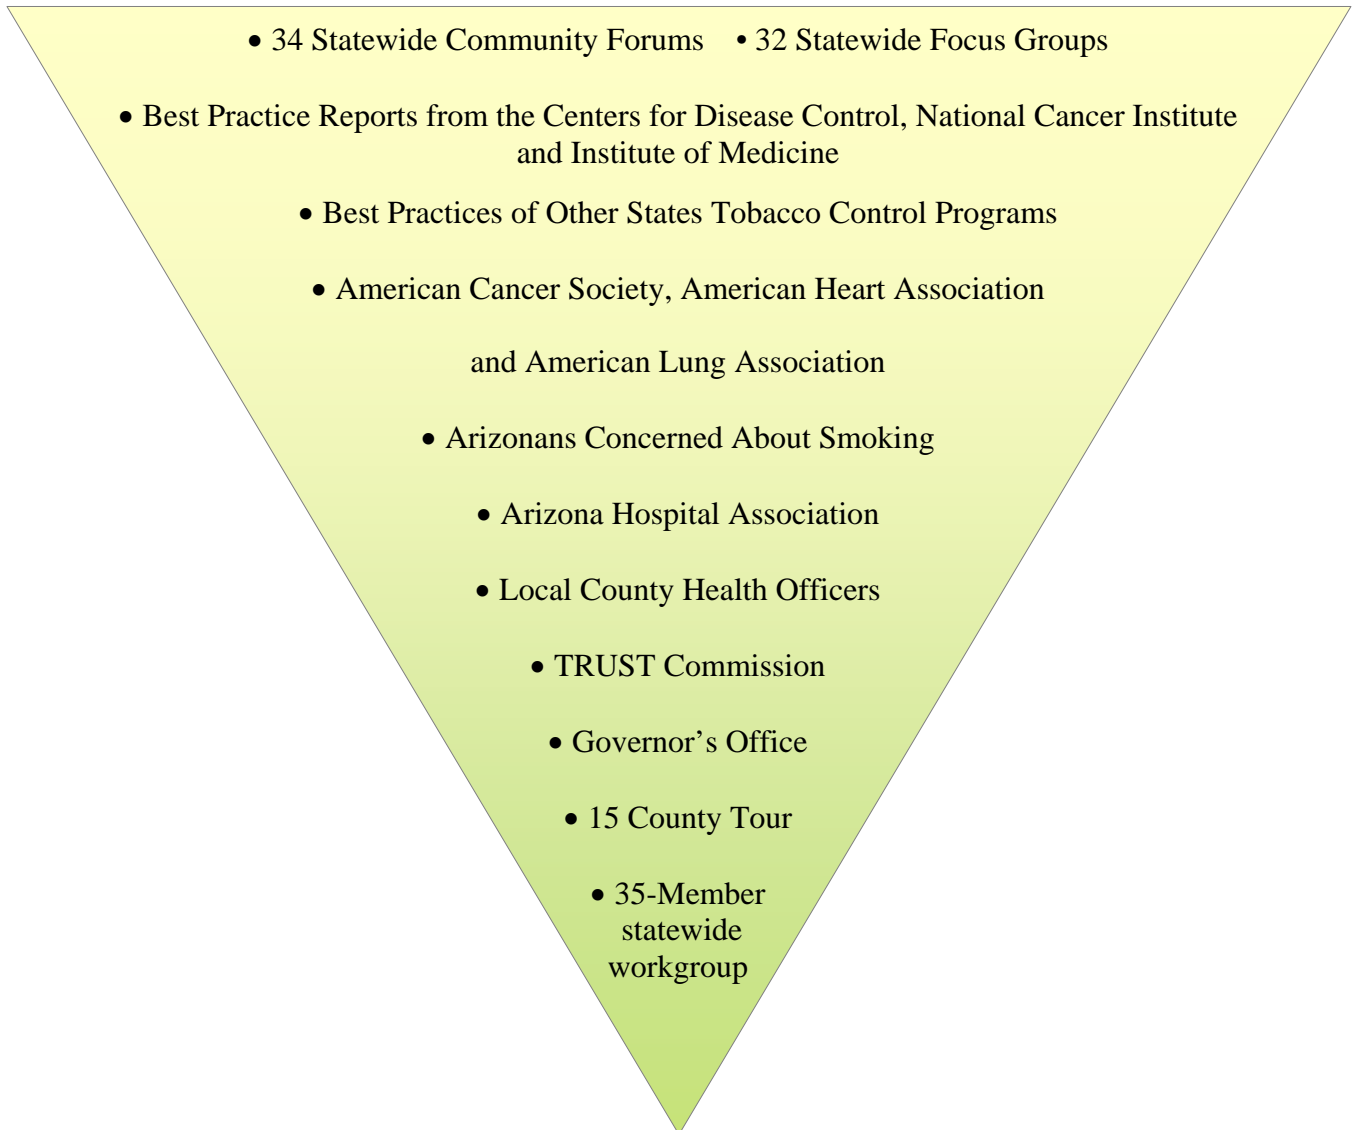 • 34 Statewide Community Forums • 32 Statewide Focus Groups
• Best Practice Reports from the Centers for Disease Control, National Cancer Institute
and Institute of Medicine
• Best Practices of Other States Tobacco Control Programs
• American Cancer Society, American Heart Association
and American Lung Association
• Arizonans Concerned About Smoking
• Arizona Hospital Association
• Local County Health Officers
• TRUST Commission
• Governor’s Office
• 15 County Tour
• 35-Member
statewide
workgroup